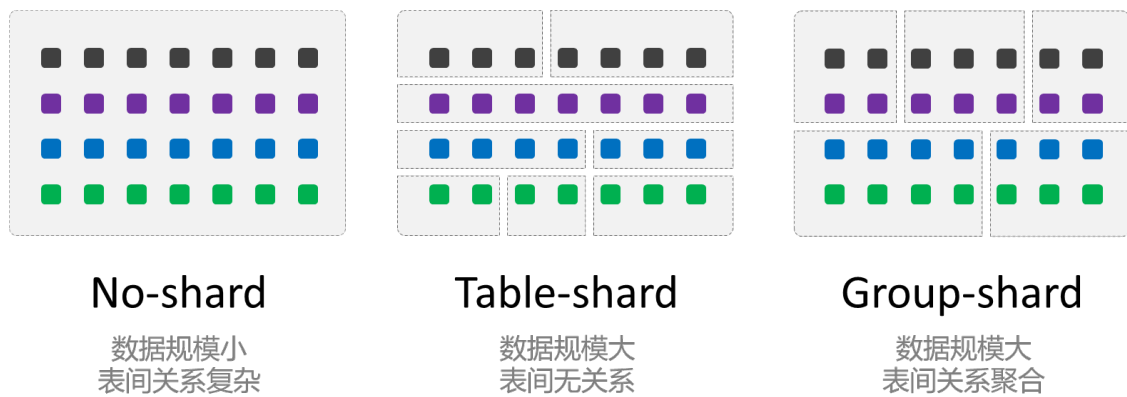 No-shard
数据规模小
表间关系复杂
Table-shard
数据规模大
表间无关系
Group-shard
数据规模大
表间关系聚合